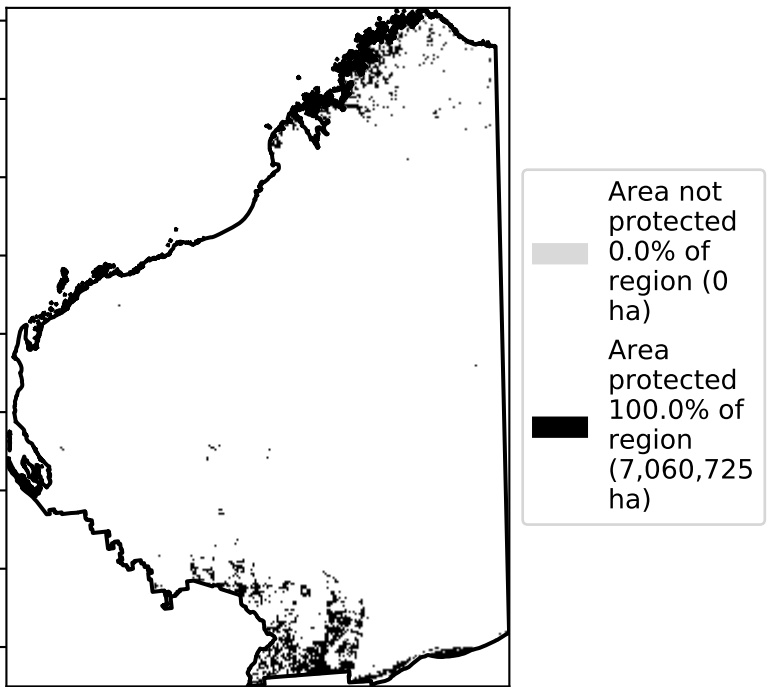 Area not
protected
0.0% of
region (0
ha)
Area
protected
100.0% of
region
(7,060,725
ha)